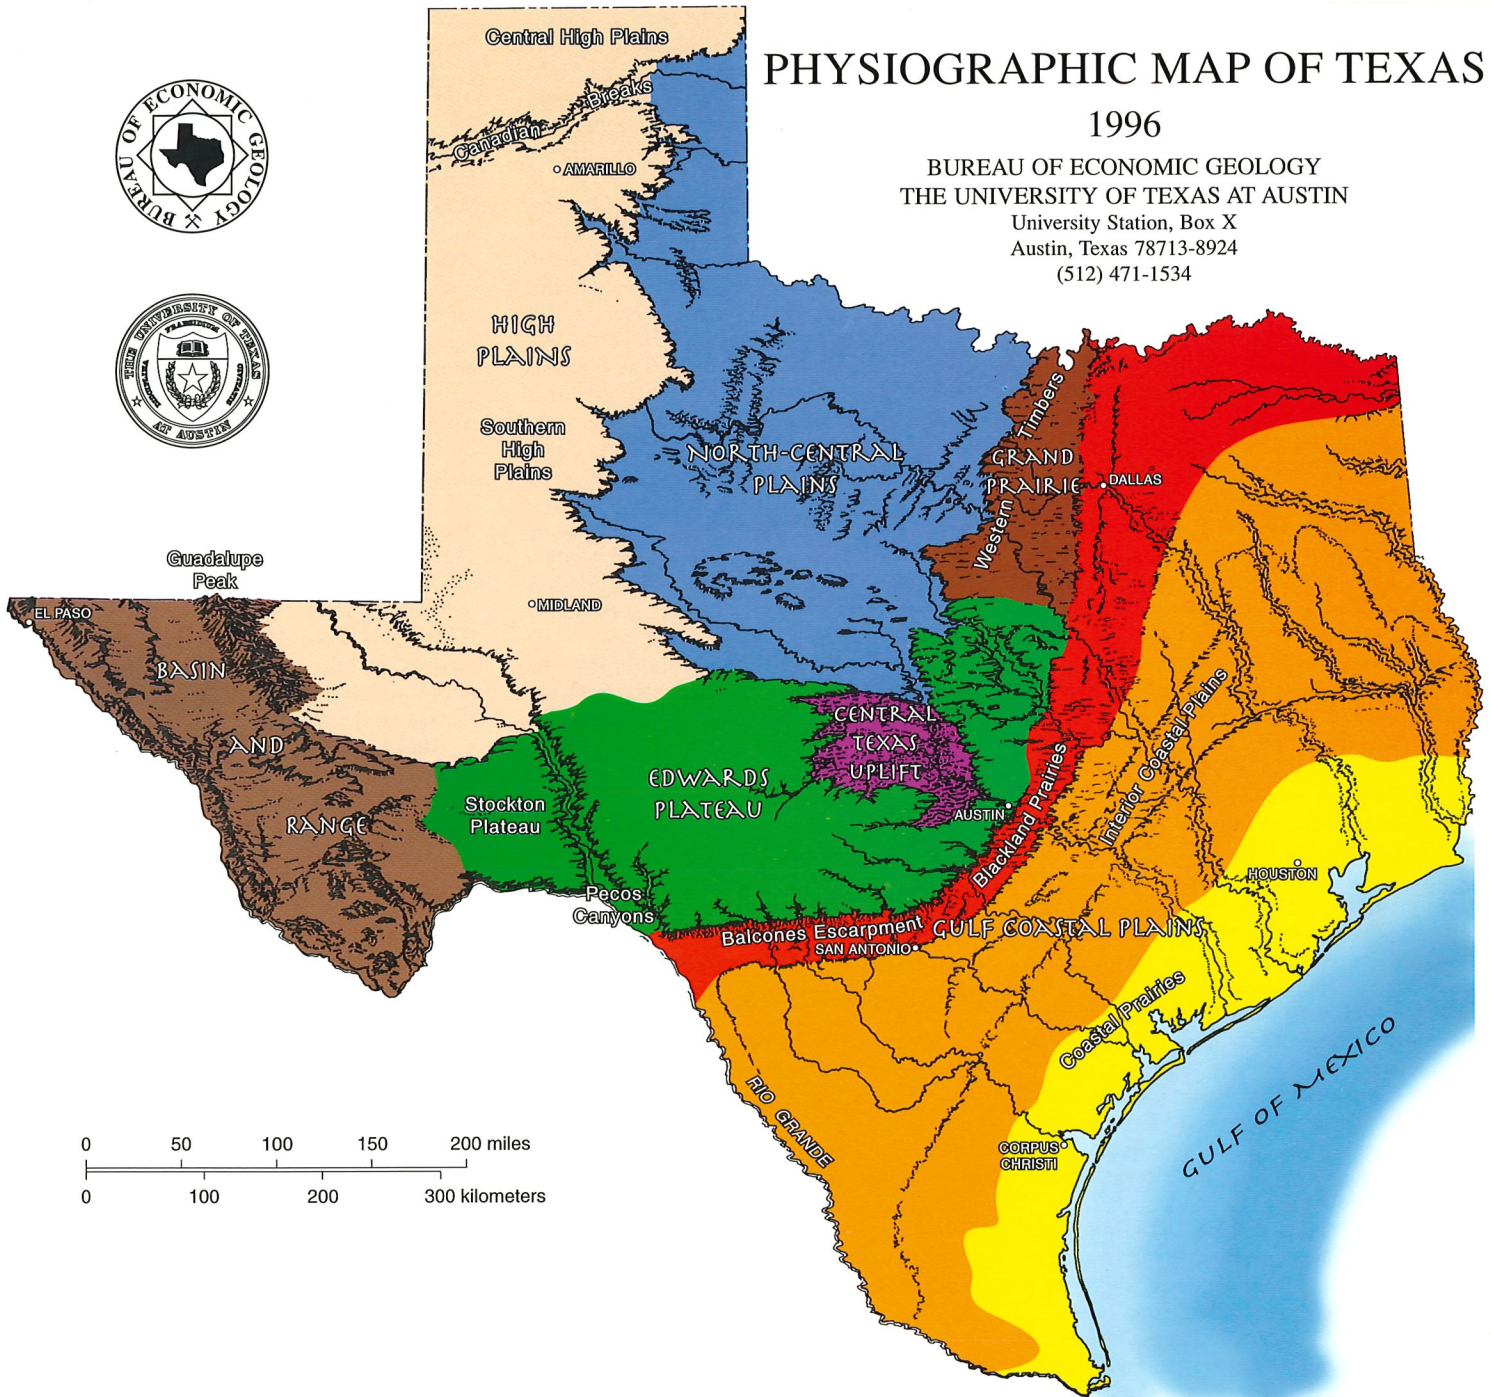 PHYSIOGRAPHIC MAP OF TEXAS
1996
BUREAU OF ECONOMIC GEOLOGY
THE UNIVERSITY OF TEXAS AT AUSTIN
University Station, Box X
Austin, Texas 78713-8924
(512) 471-1534
BUREAU OF ECONOMIC GEOLOGY
THE UNIVERSITY OF TEXAS
AT AUSTIN
PRAESIDIUM
DISCIPLINA
CIVITATIS
Central High Plains
Canadian Breaks
AMARILLO
HIGH
PLAINS
Southern
High
Plains
NORTH-CENTRAL
PLAINS
Western Timbers
GRAND
PRAIRIE
DALLAS
Guadalupe
Peak
EL PASO
MIDLAND
BASIN
AND
RANGE
Stockton
Plateau
EDWARDS
PLATEAU
CENTRAL
TEXAS
UPLIFT
AUSTIN
Pecos
Canyons
Balcones Escarpment
Blackland Prairies
Interior Coastal Plains
SAN ANTONIO
GULF COASTAL PLAINS
HOUSTON
Coastal Prairies
RIO GRANDE
CORPUS
CHRISTI
GULF OF MEXICO
0 50 100 150 200 miles
0 100 200 300 kilometers